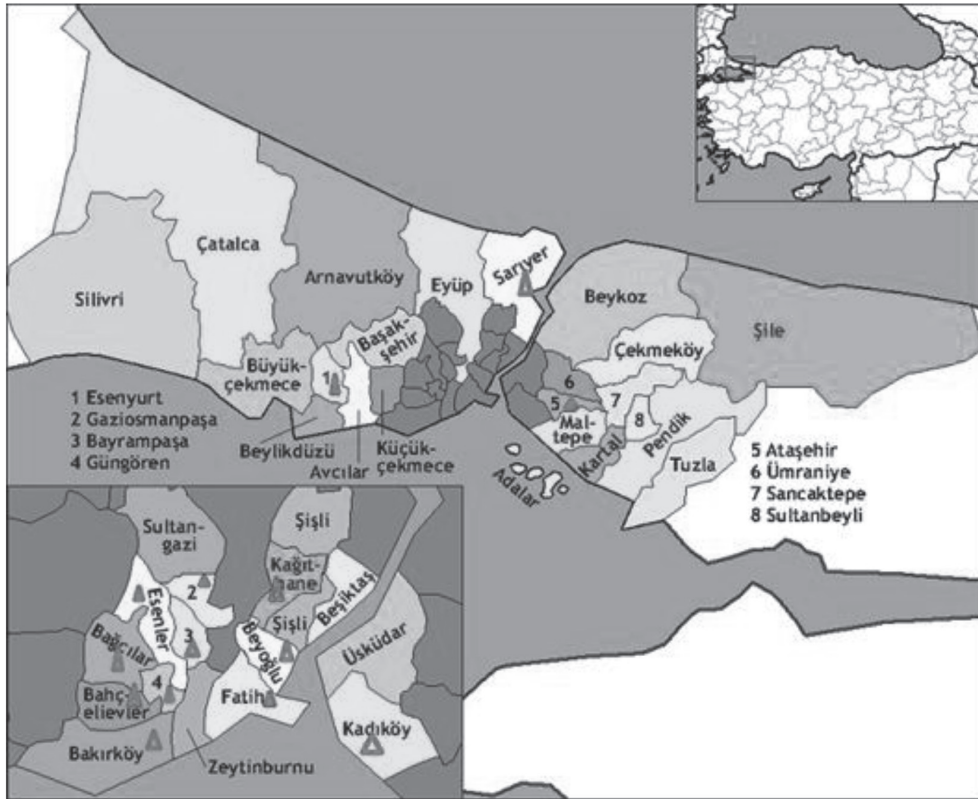 Çatalca
Silivri
Arnavutköy
Eyüp
Sarıyer
Beykoz
Şile
Çekmeköy
Başak-
şehir
Büyük-
çekmece
1
6
5
7
8
Mal-
tepe
Kartal
Pendik
Tuzla
Beylikdüzü
Avcılar
Küçük-
çekmece
Adalar
1 Esenyurt
2 Gaziosmanpaşa
3 Bayrampaşa
4 Güngören
5 Ataşehir
6 Ümraniye
7 Sancaktepe
8 Sultanbeyli
Sultan-
gazi
Şişli
Kağıt-
hane
Beşiktaş
2
Esenler
3
Şişli
Beyoğlu
Üsküdar
Bağcılar
4
Bahç-
elievler
Fatih
Kadıköy
Bakırköy
Zeytinburnu